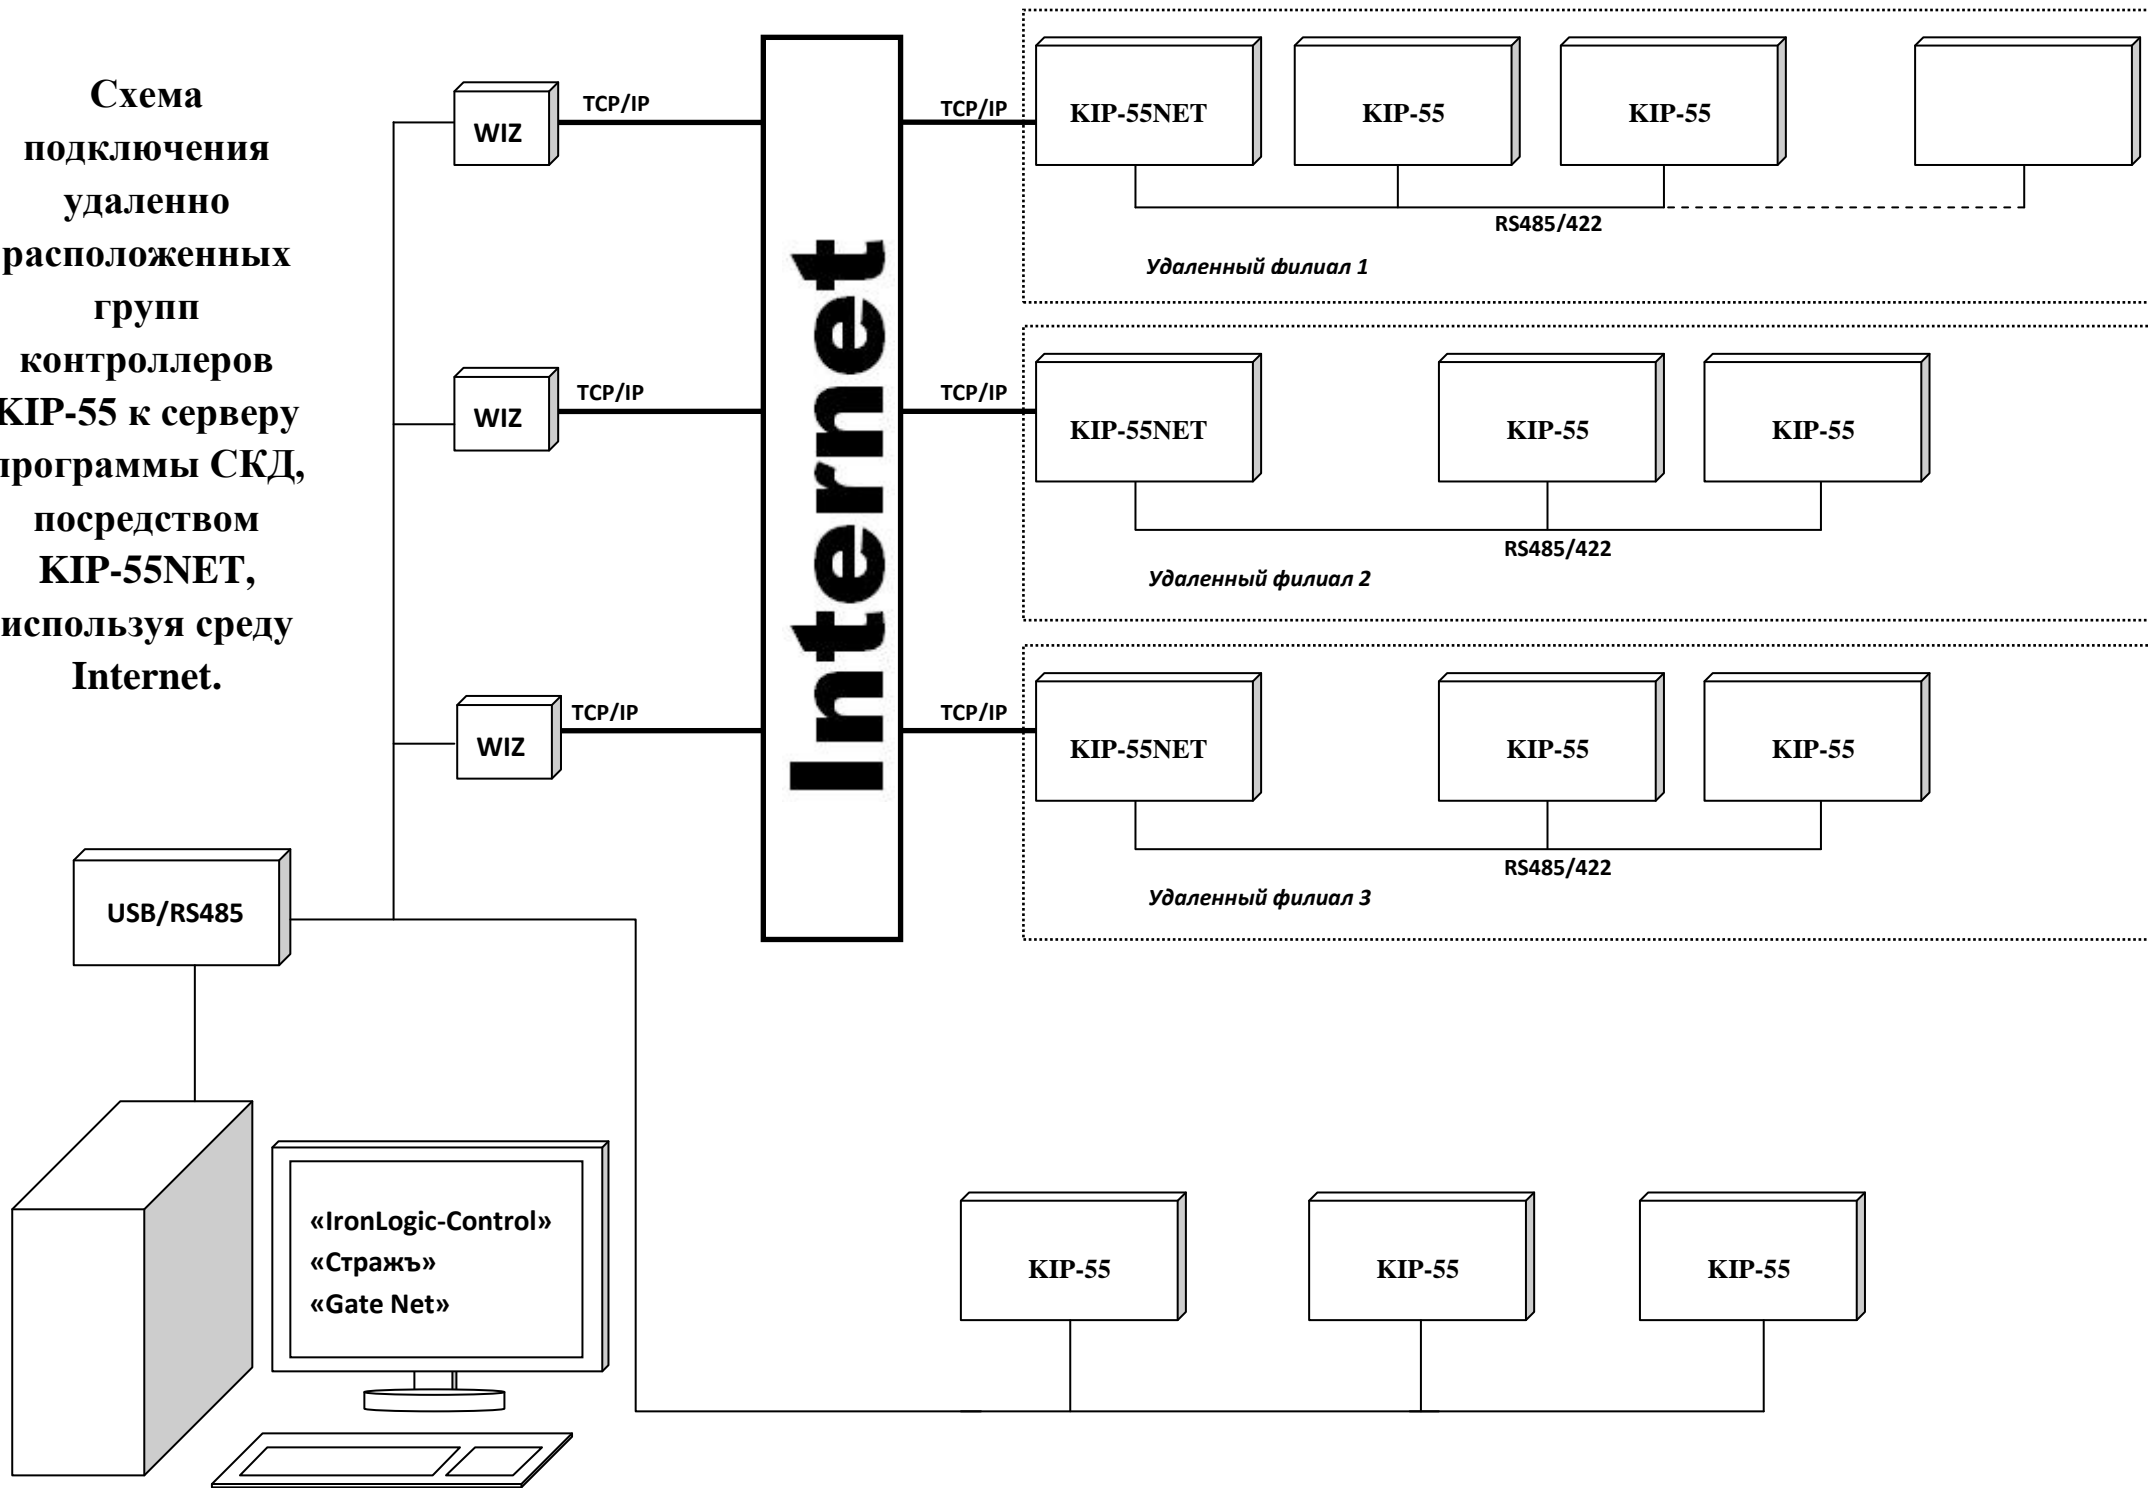 Схема
подключения
удаленно
расположенных
групп
контроллеров
KIP-55 к серверу
программы СКД,
посредством
KIP-55NET,
используя среду
Internet.
WIZ
TCP/IP
TCP/IP
KIP-55NET
KIP-55
KIP-55
RS485/422
Удаленный филиал 1
WIZ
TCP/IP
Internet
TCP/IP
KIP-55NET
KIP-55
KIP-55
RS485/422
Удаленный филиал 2
WIZ
TCP/IP
TCP/IP
KIP-55NET
KIP-55
KIP-55
RS485/422
Удаленный филиал 3
USB/RS485
«IronLogic-Control»
«Стражъ»
«Gate Net»
KIP-55
KIP-55
KIP-55